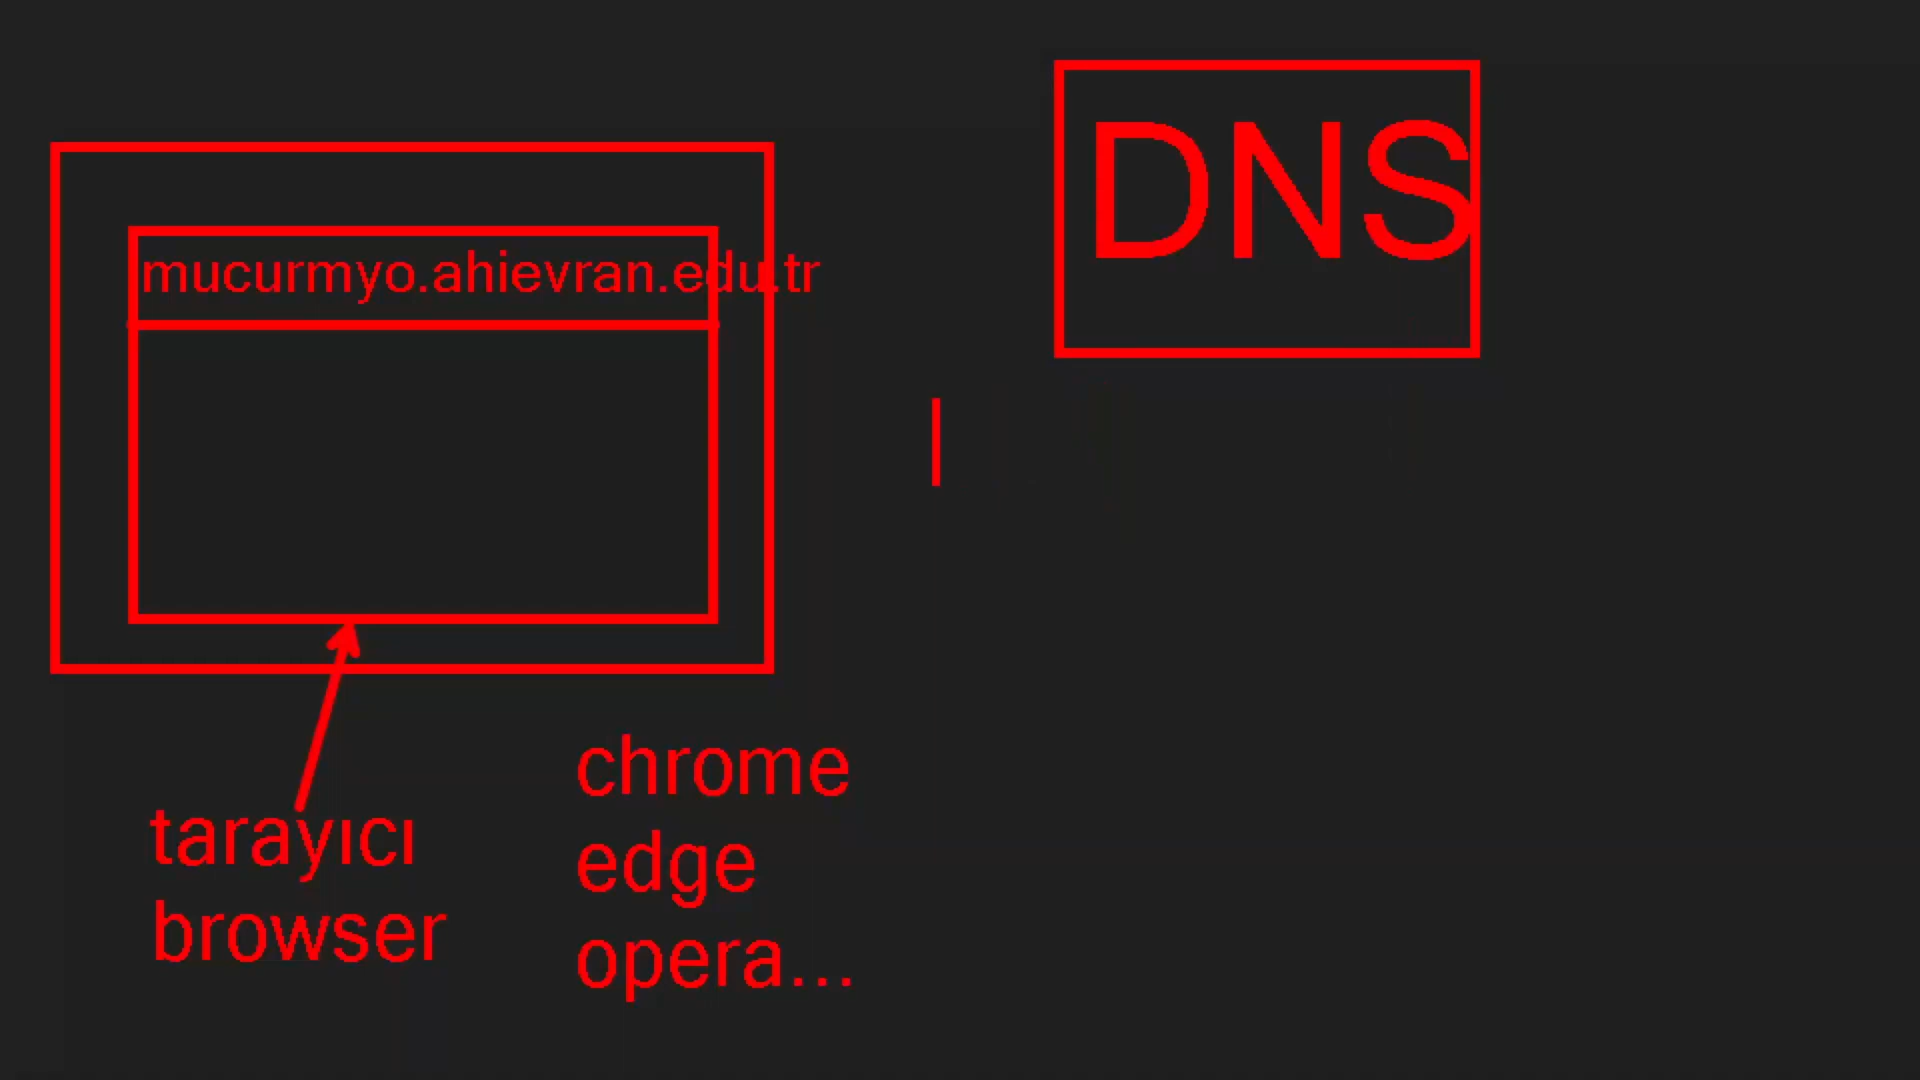 DNS
mucurmyo.ahievran.edu.tr
tarayıcı
browser
chrome
edge
opera...